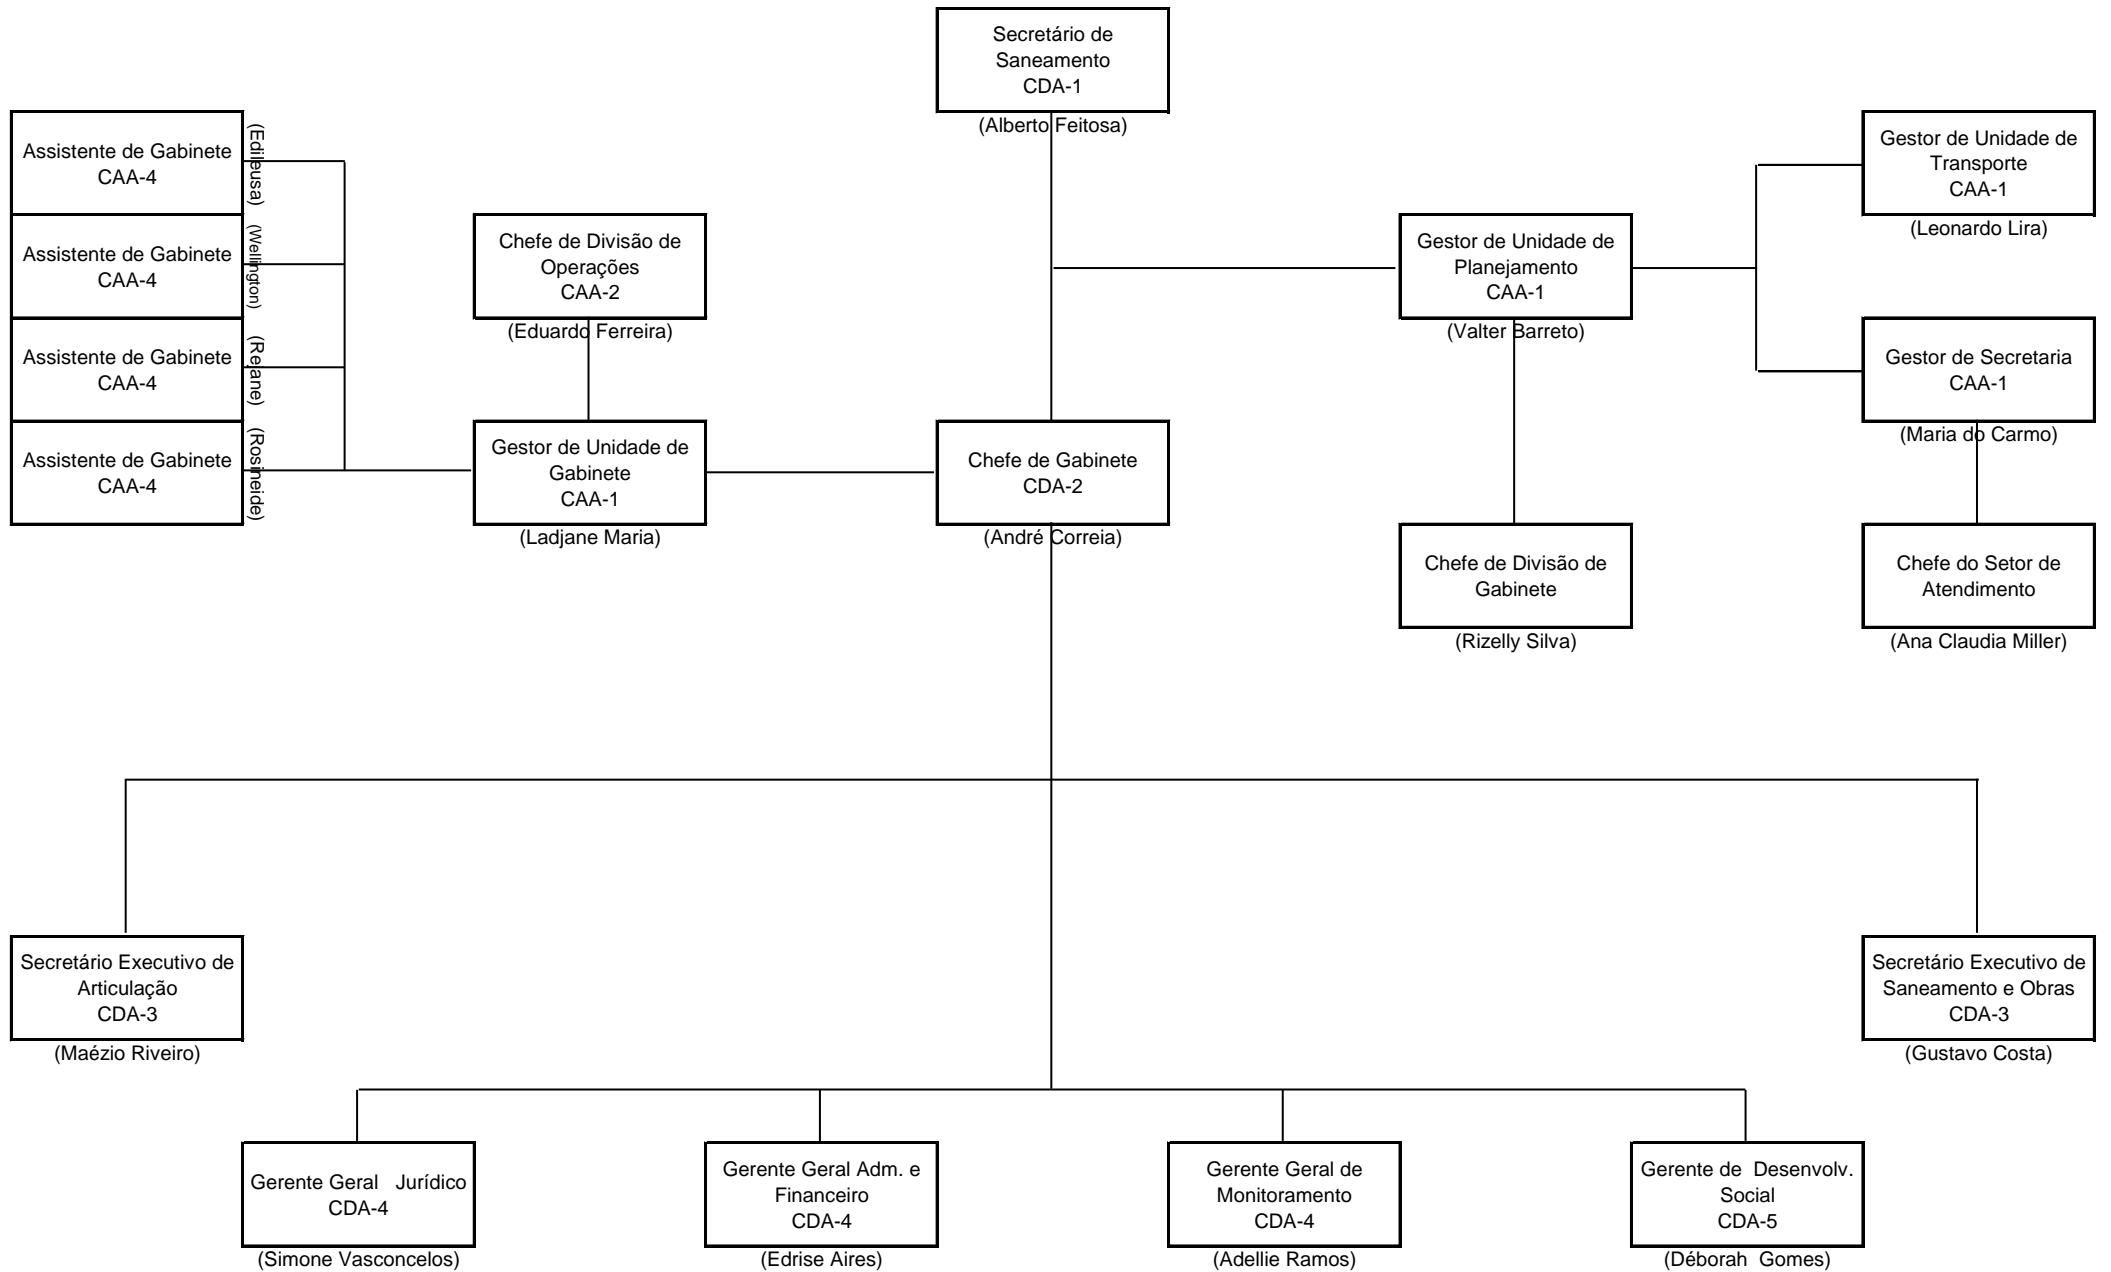 Secretário de
Saneamento
CDA-1
(Alberto Feitosa)
Assistente de Gabinete
CAA-4
(Edileusa)
Assistente de Gabinete
CAA-4
(Wellington)
Assistente de Gabinete
CAA-4
(Rejane)
Assistente de Gabinete
CAA-4
(Rosineide)
Chefe de Divisão de
Operações
CAA-2
(Eduardo Ferreira)
Gestor de Unidade de
Gabinete
CAA-1
(Ladjane Maria)
Chefe de Gabinete
CDA-2
(André Correia)
Gestor de Unidade de
Planejamento
CAA-1
(Valter Barreto)
Chefe de Divisão de
Gabinete
(Rizelly Silva)
Gestor de Unidade de
Transporte
CAA-1
(Leonardo Lira)
Gestor de Secretaria
CAA-1
(Maria do Carmo)
Chefe do Setor de
Atendimento
(Ana Claudia Miller)
Secretário Executivo de
Articulação
CDA-3
(Maézio Riveiro)
Secretário Executivo de
Saneamento e Obras
CDA-3
(Gustavo Costa)
Gerente Geral   Jurídico
CDA-4
(Simone Vasconcelos)
Gerente Geral Adm. e
Financeiro
CDA-4
(Edrise Aires)
Gerente Geral de
Monitoramento
CDA-4
(Adellie Ramos)
Gerente de  Desenvolv.
Social
CDA-5
(Déborah  Gomes)